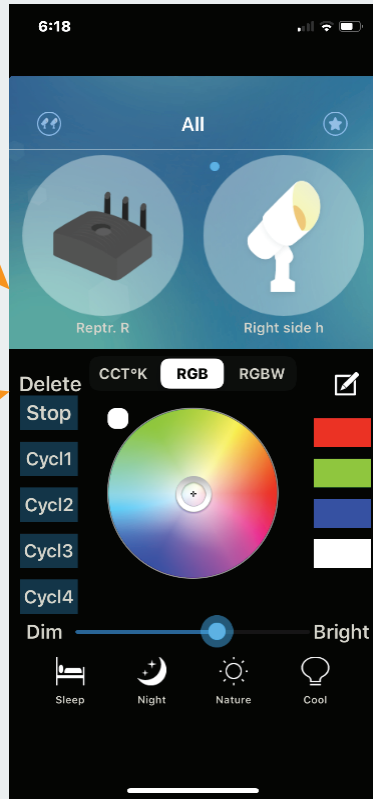 6:18
All
Reptr. R
Right side h
CCT°K RGB RGBW
Delete
Stop
Cycl1
Cycl2
Cycl3
Cycl4
Dim Bright
Sleep Night Nature Cool